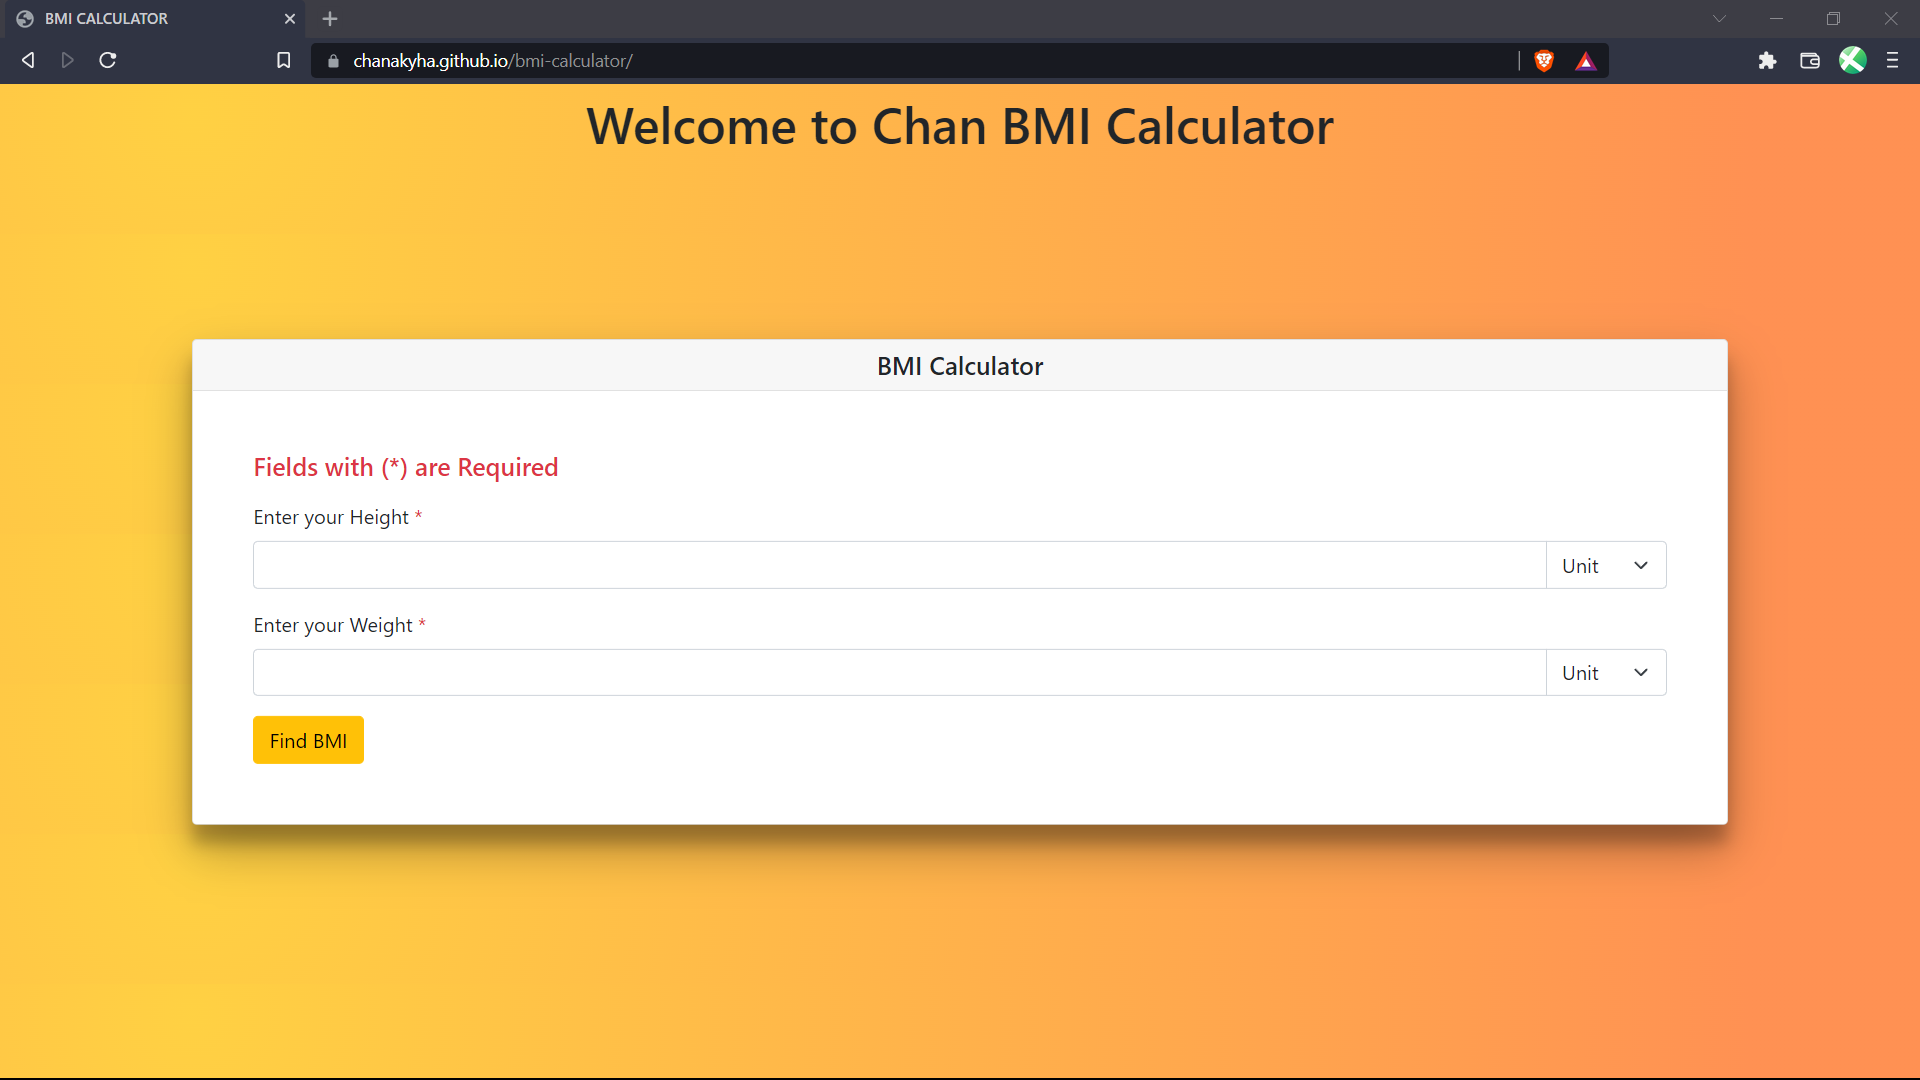 BMI CALCULATOR
chanakyha.github.io/bmi-calculator/
Welcome to Chan BMI Calculator
BMI Calculator
Fields with (*) are Required
Enter your Height *
Unit
Enter your Weight *
Unit
Find BMI